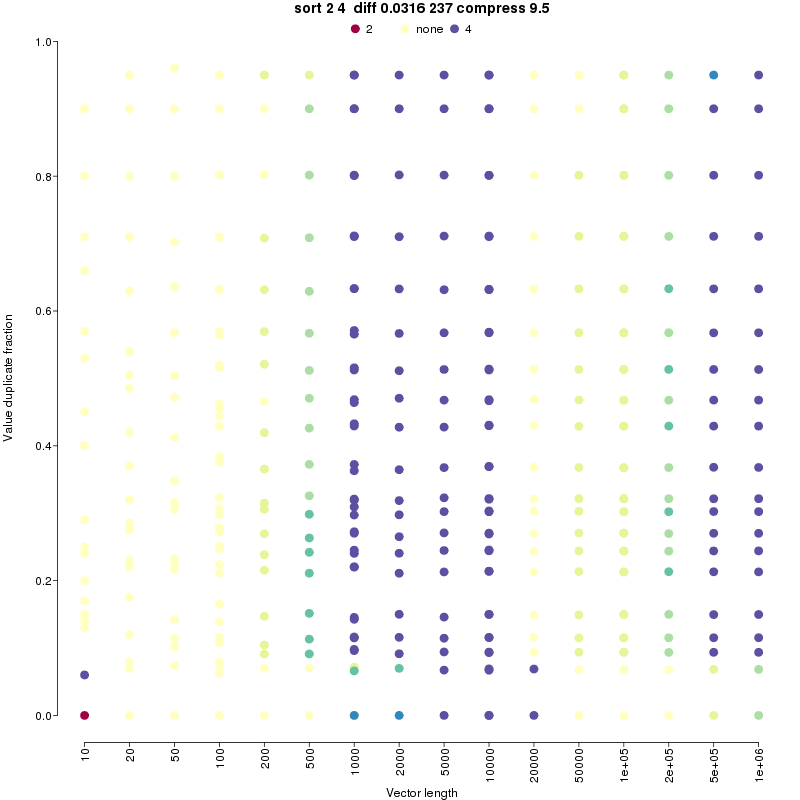 sort 2 4 diff 0.0316 237 compress 9.5
2 none 4
1.0
0.8
0.6
0.4
0.2
0.0
Value duplicate fraction
10 20 50 100 200 500 1000 2000 5000 10000 20000 50000 1e+05 2e+05 5e+05 1e+06
Vector length